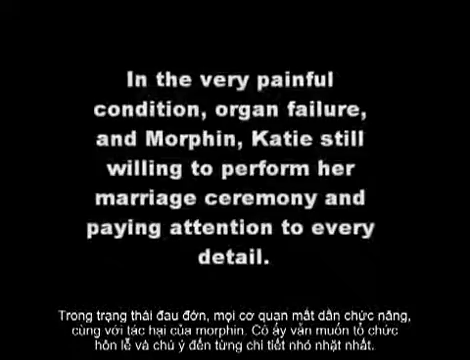 In the very painful
condition, organ failure,
and Morphin, Katie still
willing to perform her
marriage ceremony and
paying attention to every
detail.
Trong trạng thái đau đớn, mọi cơ quan mất dần chức năng,
cùng với tác hại của morphin. Cô ấy vẫn muốn tổ chức
hôn lễ và chú ý đến từng chi tiết nhỏ nhặt nhất.